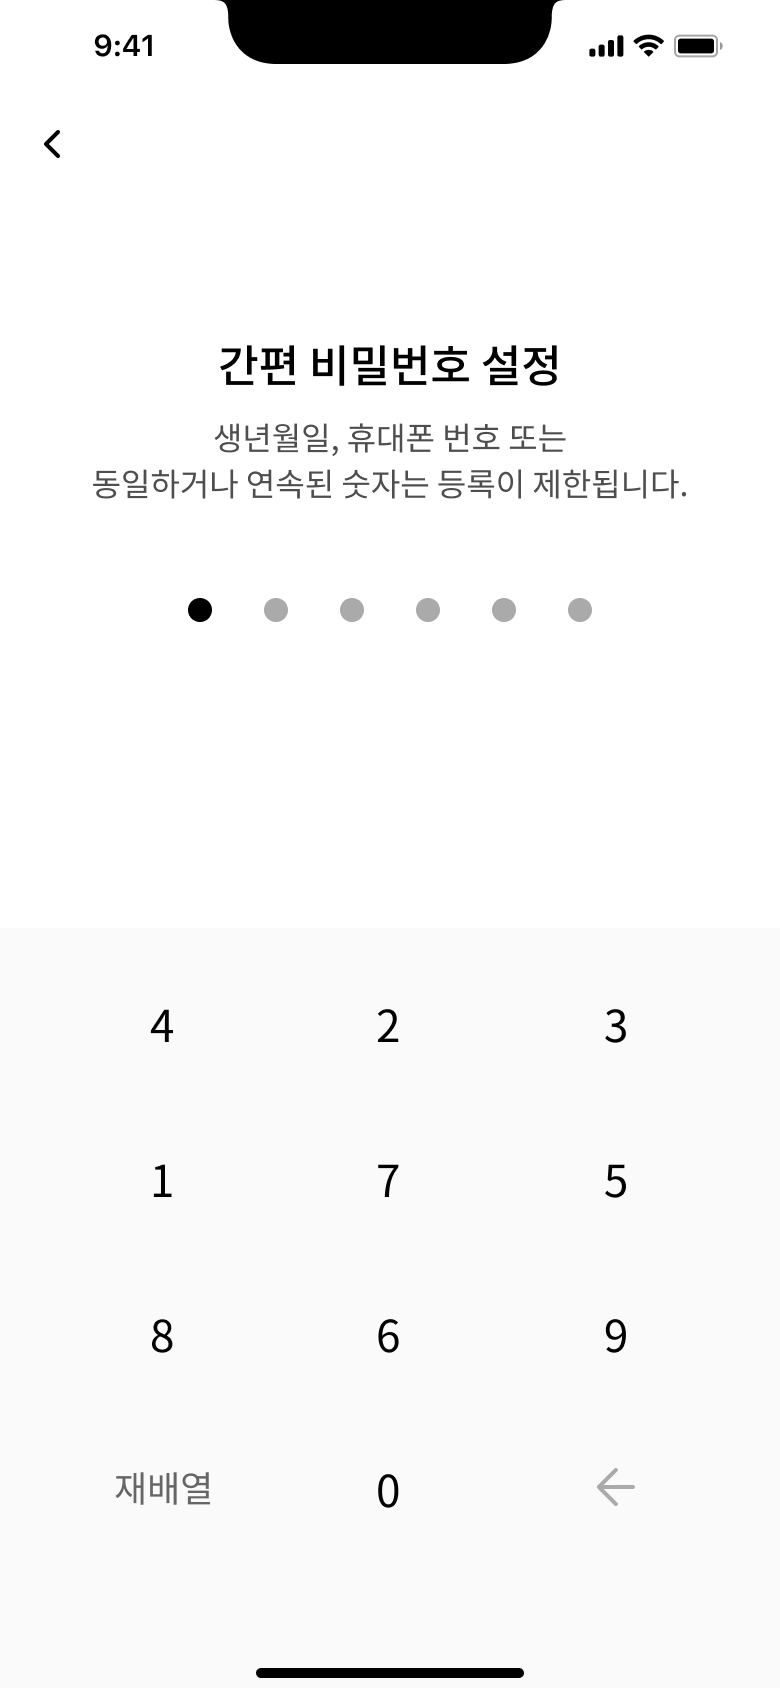 9:41
간편 비밀번호 설정
생년월일, 휴대폰 번호 또는
동일하거나 연속된 숫자는 등록이 제한됩니다.
4 2 3
1 7 5
8 6 9
재배열 0